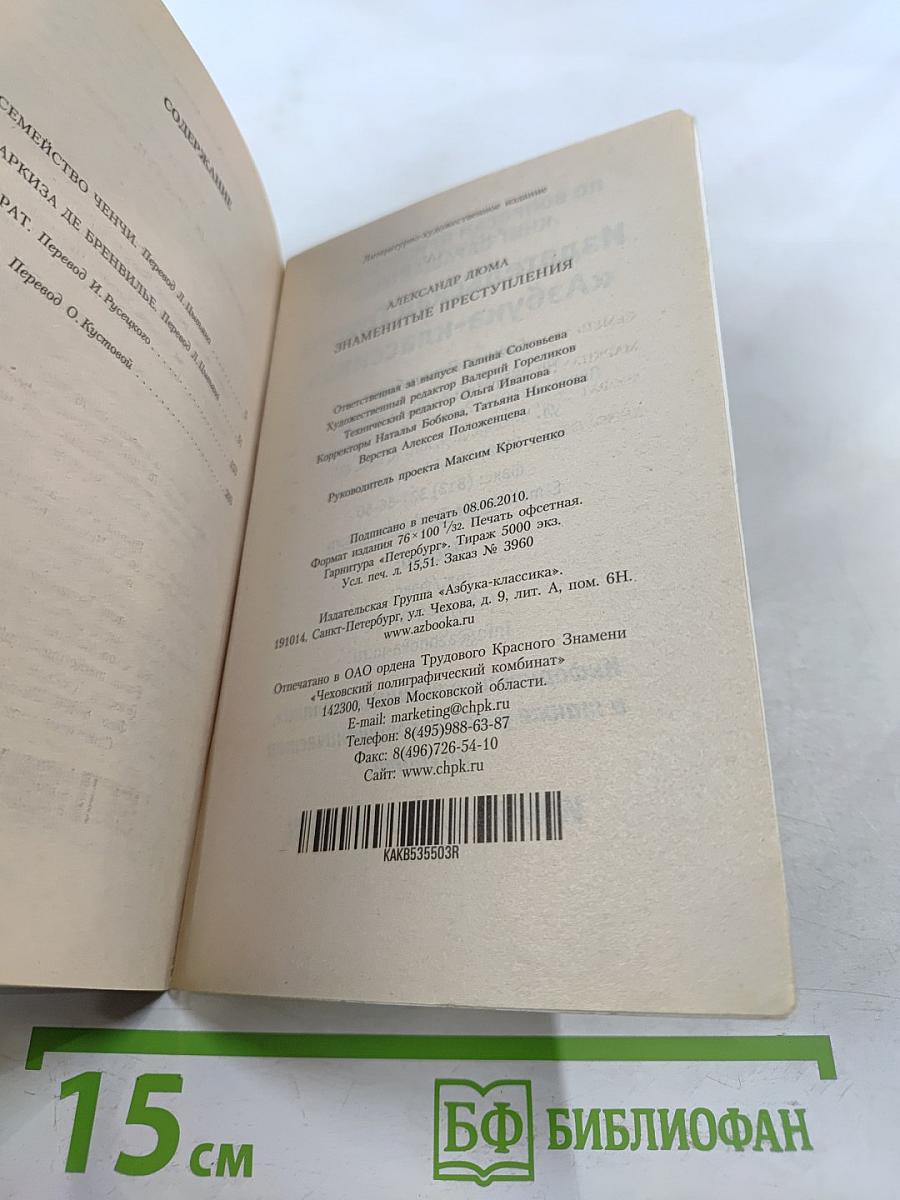 СОДЕРЖАНИЕ
СЕМЕЙСТВО ЧЕНЧИ. Перевод Л. Цывьяна
АРКИЗА ДЕ БРЕНВИЛЬЕ. Перевод Л. Цывьяна
РАТ. Перевод И. Русецкого
Перевод О. Кустовой
Литературно-художественное издание
АЛЕКСАНДР ДЮМА
ЗНАМЕНИТЫЕ ПРЕСТУПЛЕНИЯ
Ответственная за выпуск Галина Соловьева
Художественный редактор Валерий Гореликов
Технический редактор Ольга Иванова
Корректоры Наталья Бобкова, Татьяна Никонова
Верстка Алексея Положенцева
Руководитель проекта Максим Крютченко
Подписано в печать 08.06.2010.
Формат издания 76 × 100 1/32. Печать офсетная.
Гарнитура «Петербург». Тираж 5000 экз.
Усл. печ. л. 15,51. Заказ № 3960
Издательская Группа «Азбука-классика».
191014, Санкт-Петербург, ул. Чехова, д. 9, лит. А, пом. 6Н.
www.azbooka.ru
Отпечатано в ОАО ордена Трудового Красного Знамени
«Чеховский полиграфический комбинат»
142300, Чехов Московской области.
E-mail: marketing@chpk.ru
Телефон: 8(495)988-63-87
Факс: 8(496)726-54-10
Сайт: www.chpk.ru
KAKB535503R
15 см
БФ БИБЛИОФАН